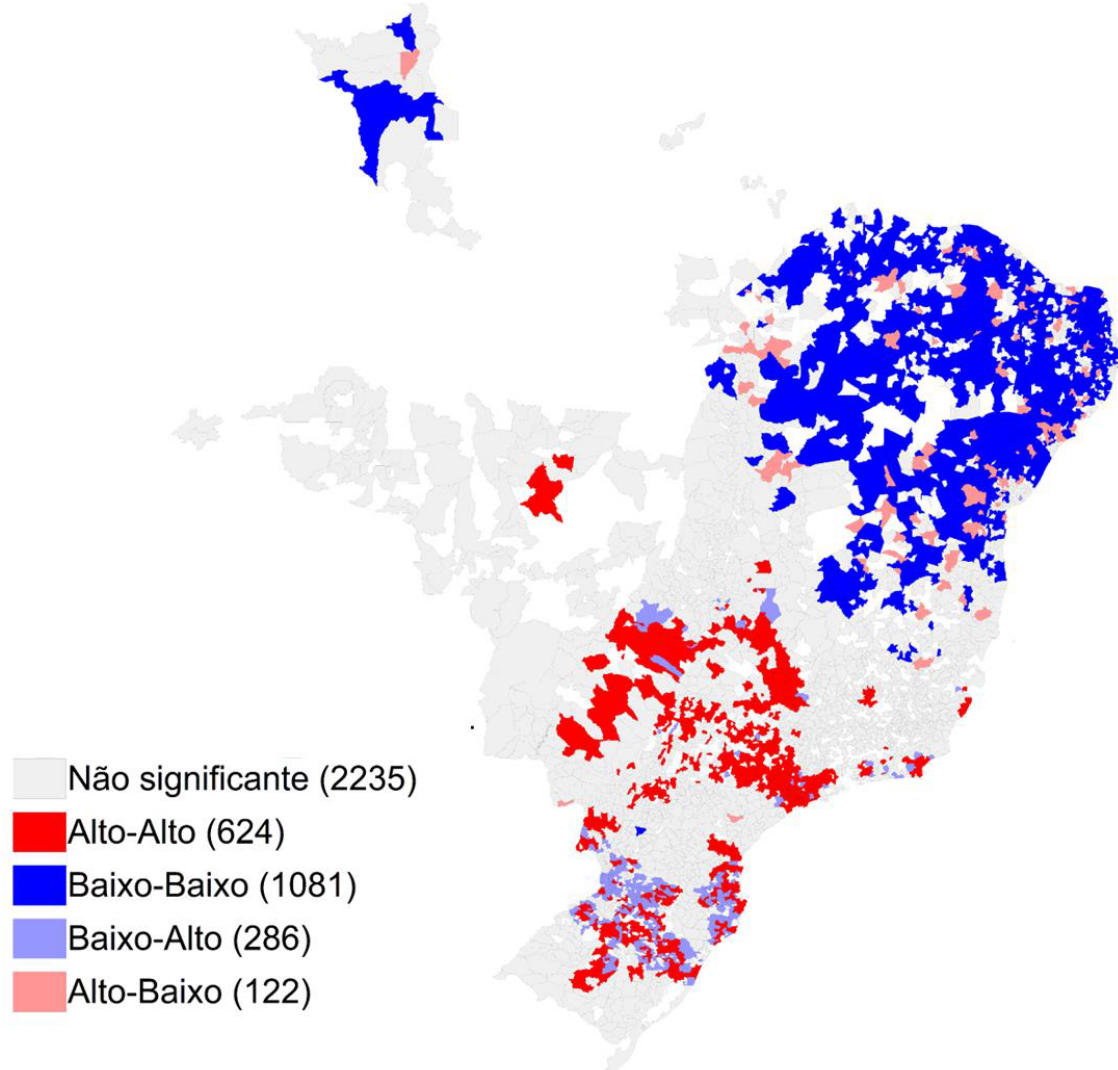 Não significante (2235)
Alto-Alto (624)
Baixo-Baixo (1081)
Baixo-Alto (286)
Alto-Baixo (122)